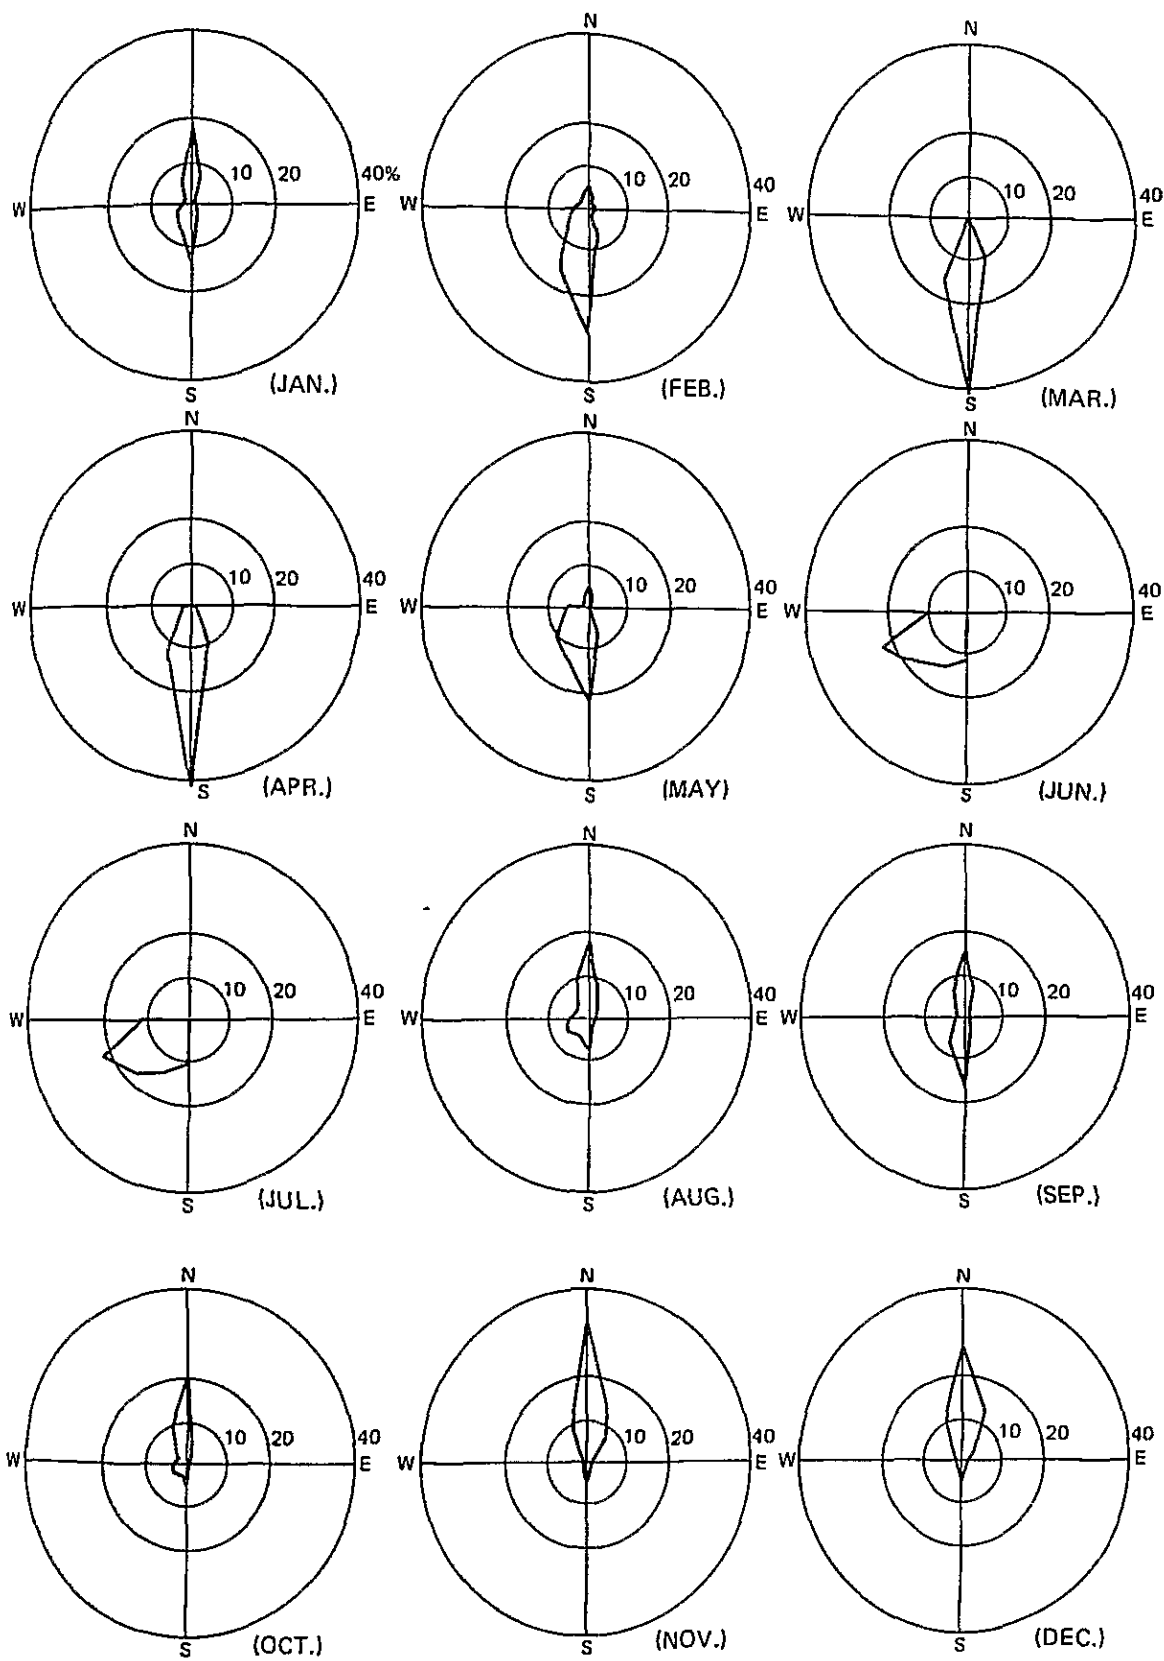 N N
10 20 40% 10 20 40 10 20 40
W E W E W E
S (JAN.) S (FEB.) S (MAR.)
N N N
10 20 40 10 20 40 10 20 40
W E W E W E
S (APR.) S (MAY) S (JUN.)
N N N
10 20 40 10 20 40 10 20 40
W E W E W E
S (JUL.) S (AUG.) S (SEP.)
N N N
10 20 40 10 20 40 10 20 40
W E W E W E
S (OCT.) S (NOV.) S (DEC.)